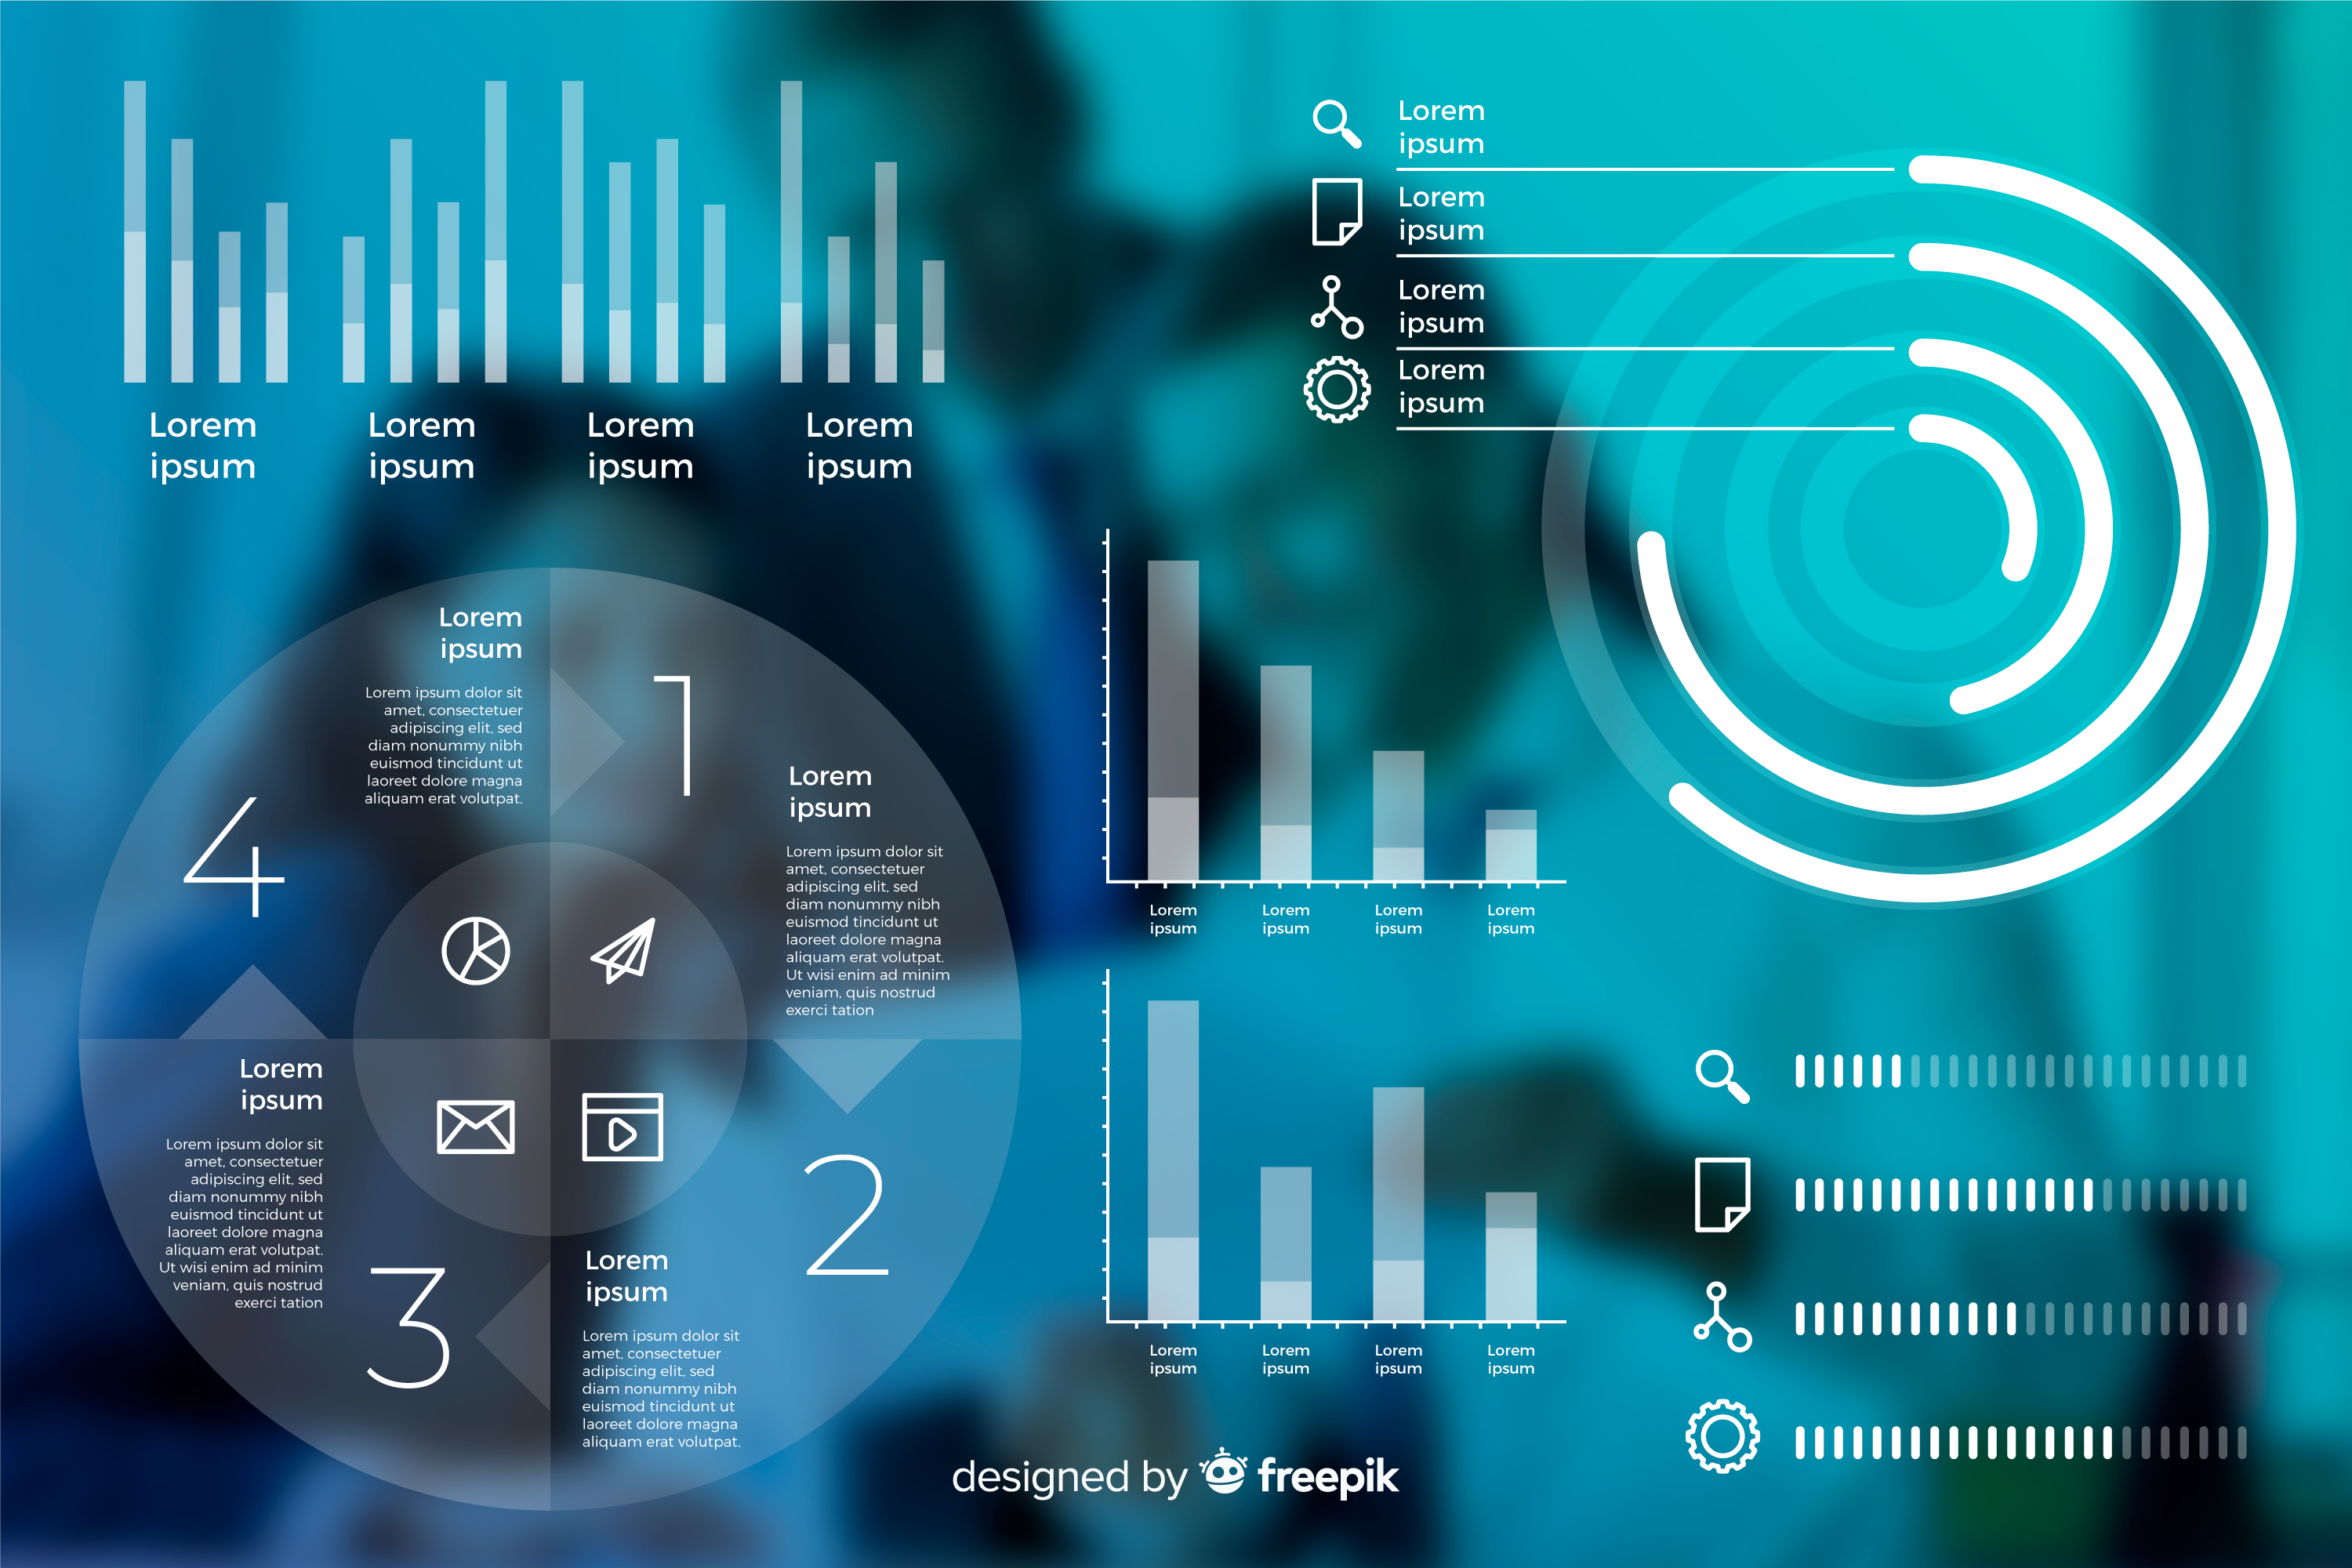 Lorem
ipsum
Lorem
ipsum
Lorem
ipsum
Lorem
ipsum
Lorem
ipsum
Lorem
ipsum
Lorem
ipsum
Lorem
ipsum
Lorem
ipsum
Lorem ipsum dolor sit
amet, consectetuer
adipiscing elit, sed
diam nonummy nibh
euismod tincidunt ut
laoreet dolore magna
aliquam erat volutpat.
1
Lorem
ipsum
Lorem ipsum dolor sit
amet, consectetuer
adipiscing elit, sed
diam nonummy nibh
euismod tincidunt ut
laoreet dolore magna
aliquam erat volutpat.
Ut wisi enim ad minim
veniam, quis nostrud
exerci tation
4
Lorem
ipsum
Lorem ipsum dolor sit
amet, consectetuer
adipiscing elit, sed
diam nonummy nibh
euismod tincidunt ut
laoreet dolore magna
aliquam erat volutpat.
Ut wisi enim ad minim
veniam, quis nostrud
exerci tation
3
2
Lorem
ipsum
Lorem ipsum dolor sit
amet, consectetuer
adipiscing elit, sed
diam nonummy nibh
euismod tincidunt ut
laoreet dolore magna
aliquam erat volutpat.
Lorem
ipsum
Lorem
ipsum
Lorem
ipsum
Lorem
ipsum
Lorem
ipsum
Lorem
ipsum
Lorem
ipsum
Lorem
ipsum
designed by freepik